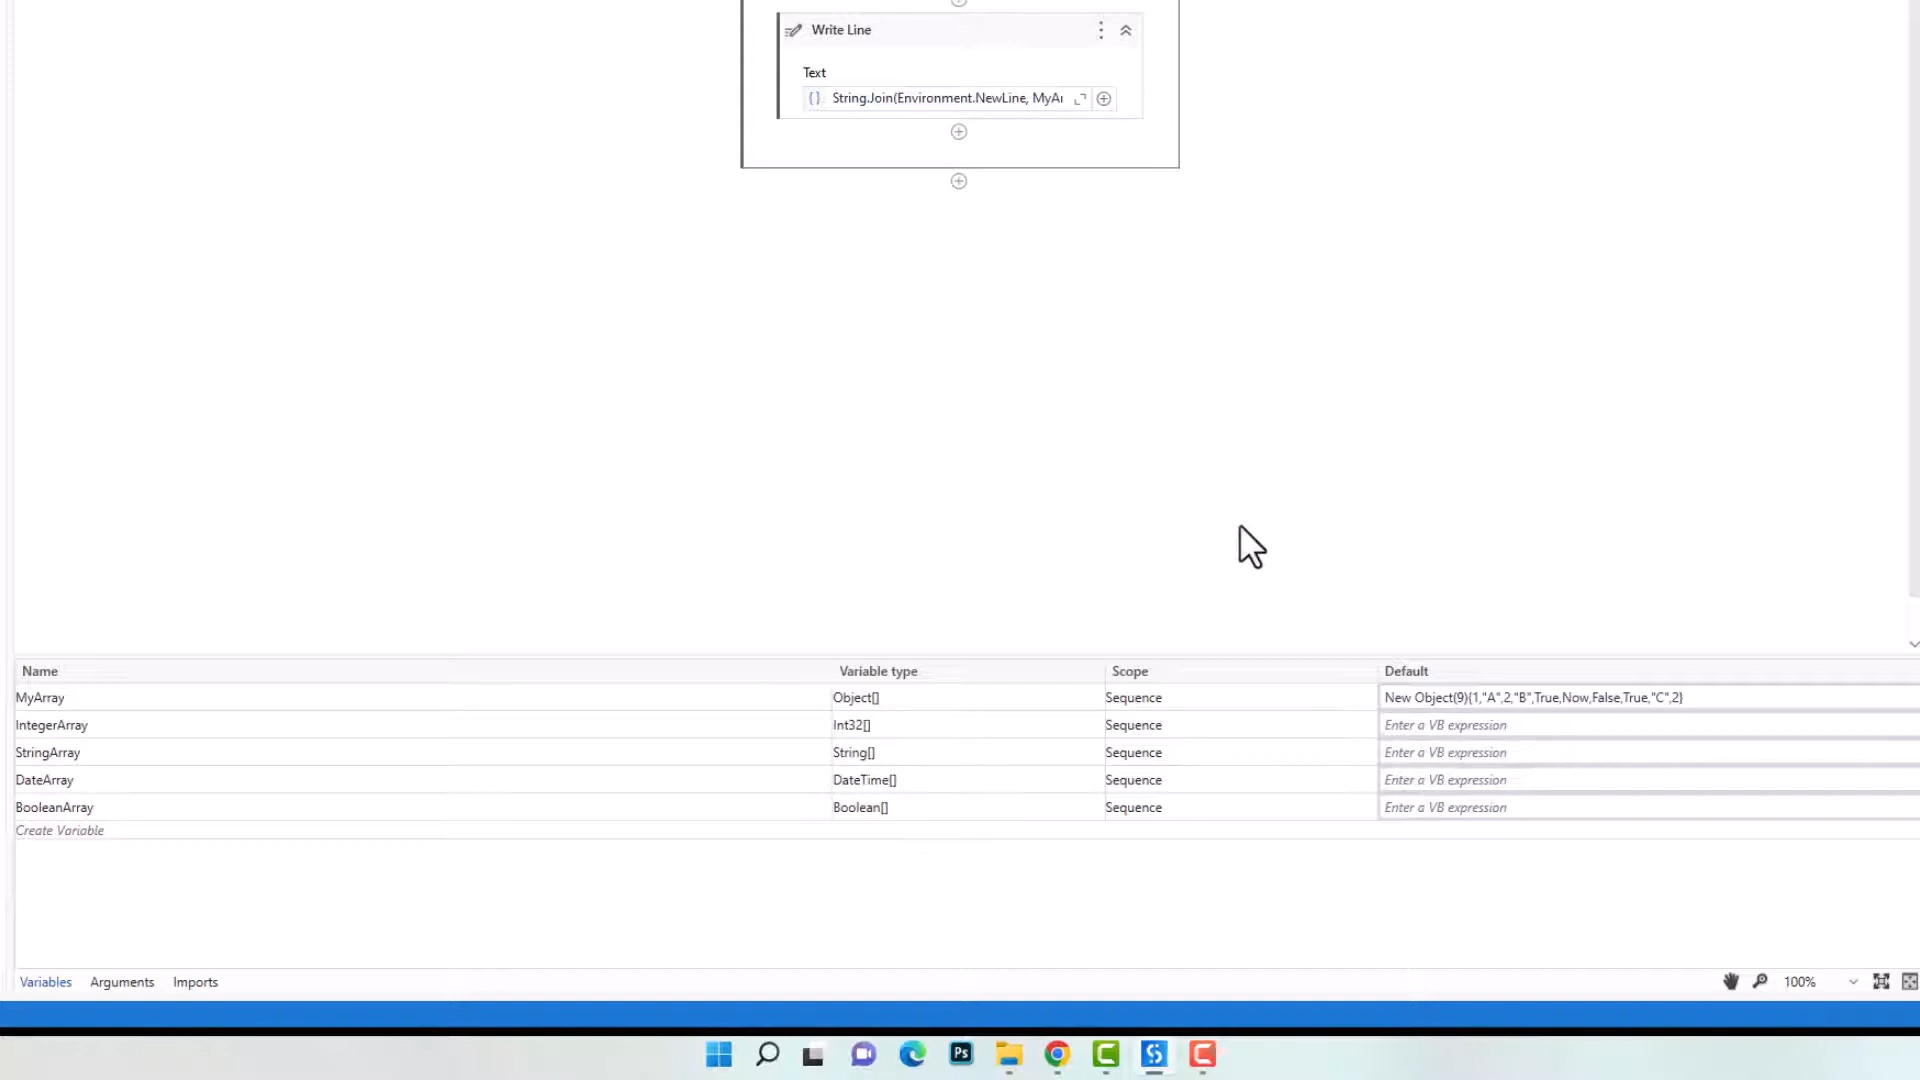 Write Line
Text
String.Join(Environment.NewLine, MyAr
Name Variable type Scope Default
MyArray Object[] Sequence New Object(9){1,"A",2,"B",True,Now,False,True,"C",2}
IntegerArray Int32[] Sequence Enter a VB expression
StringArray String[] Sequence Enter a VB expression
DateArray DateTime[] Sequence Enter a VB expression
BooleanArray Boolean[] Sequence Enter a VB expression
Create Variable
Variables Arguments Imports 100%
Ps